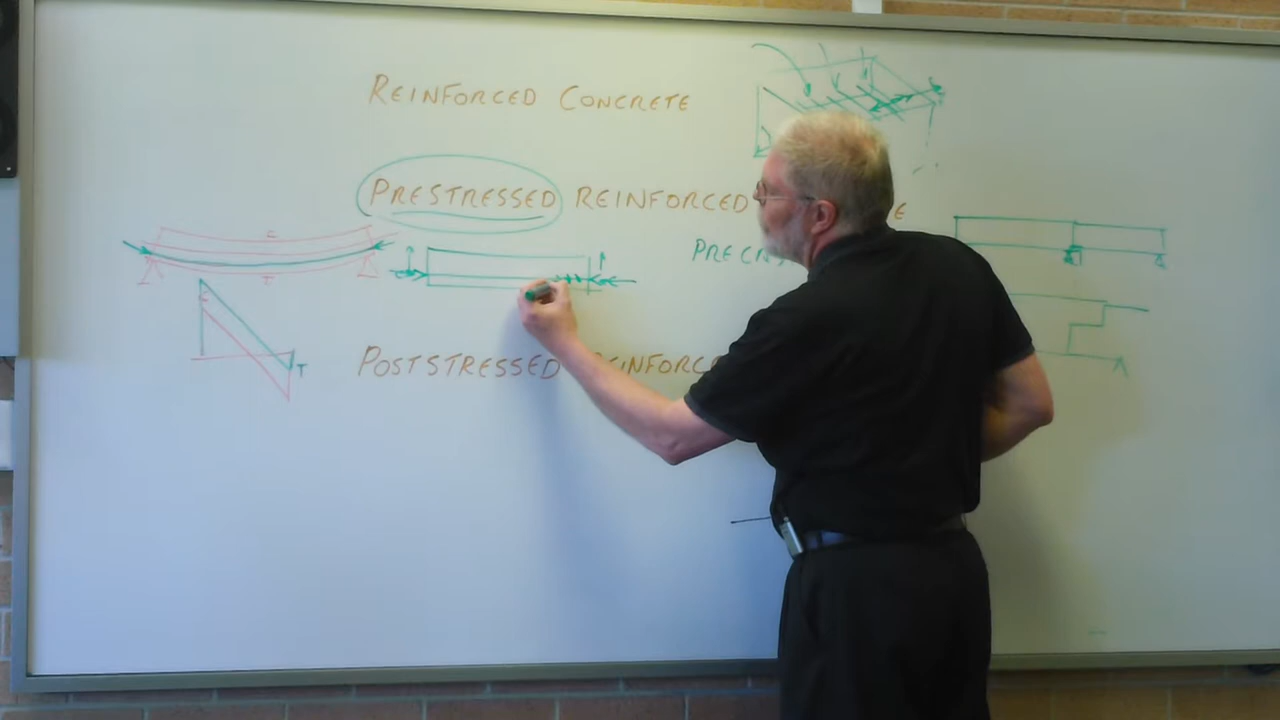 REINFORCED CONCRETE
PRESTRESSED REINFORCED
C
T
T
POSTSTRESSED